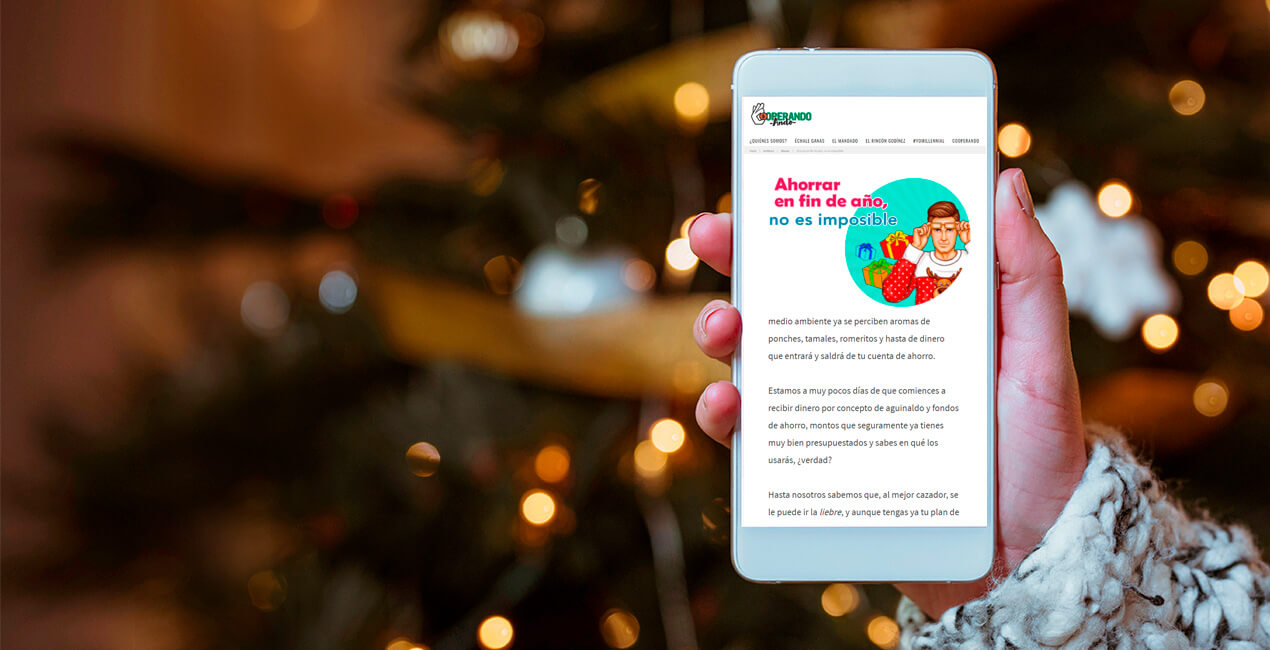 COOPERANDO
-Ando-
¿QUIÉNES SOMOS? ÉCHALE GANAS EL MANDADO EL RINCÓN GODÍNEZ #YOMILLENNIAL COOPERANDO
Ahorrar
en fin de año,
no es imposible
medio ambiente ya se perciben aromas de
ponches, tamales, romeritos y hasta de dinero
que entrará y saldrá de tu cuenta de ahorro.
Estamos a muy pocos días de que comiences a
recibir dinero por concepto de aguinaldo y fondos
de ahorro, montos que seguramente ya tienes
muy bien presupuestados y sabes en qué los
usarás, ¿verdad?
Hasta nosotros sabemos que, al mejor cazador, se
le puede ir la liebre, y aunque tengas ya tu plan de